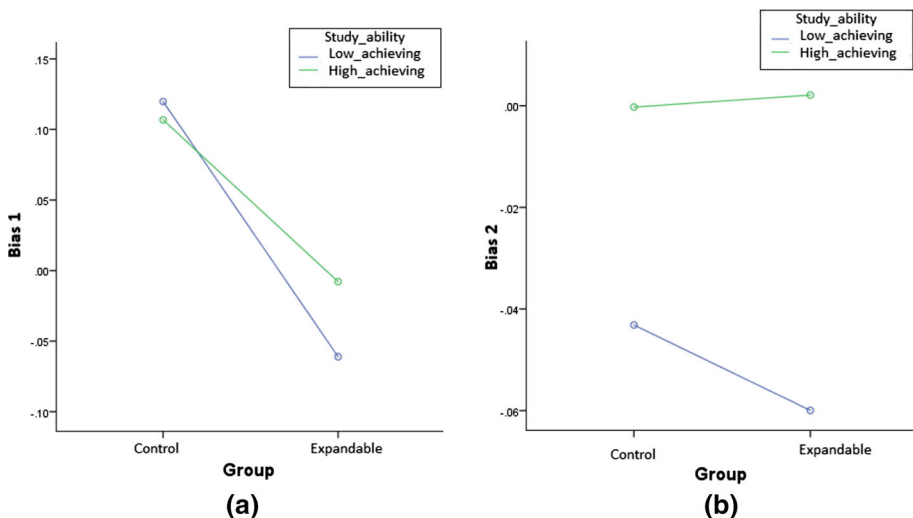 Study_ability
Low_achieving
High_achieving
.15
.10
.05
.00
-.05
-.10
Bias 1
Control
Expandable
Group
(a)
Study_ability
Low_achieving
High_achieving
.00
-.02
-.04
-.06
Bias 2
Control
Expandable
Group
(b)